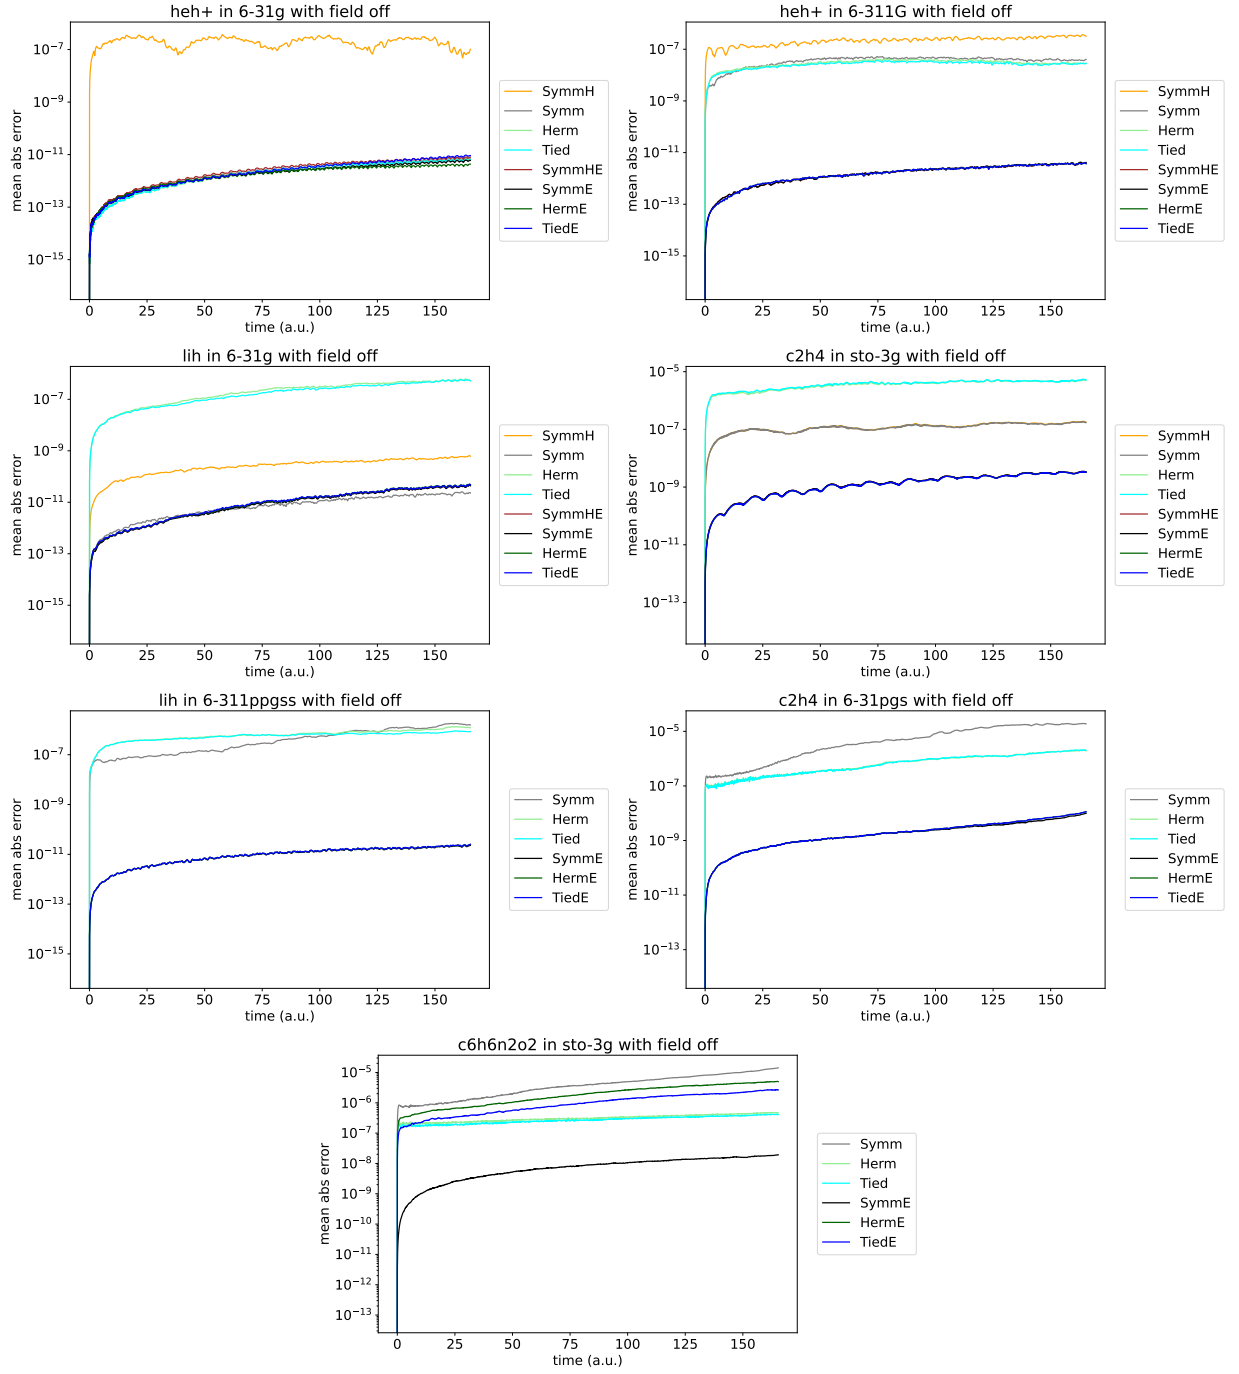 heh+ in 6-31g with field off
mean abs error
10⁻⁷
10⁻⁹
10⁻¹¹
10⁻¹³
10⁻¹⁵
0 25 50 75 100 125 150
time (a.u.)
SymmH
Symm
Herm
Tied
SymmHE
SymmE
HermE
TiedE
heh+ in 6-311G with field off
mean abs error
10⁻⁷
10⁻⁹
10⁻¹¹
10⁻¹³
10⁻¹⁵
0 25 50 75 100 125 150
time (a.u.)
SymmH
Symm
Herm
Tied
SymmHE
SymmE
HermE
TiedE
lih in 6-31g with field off
mean abs error
10⁻⁷
10⁻⁹
10⁻¹¹
10⁻¹³
10⁻¹⁵
0 25 50 75 100 125 150
time (a.u.)
SymmH
Symm
Herm
Tied
SymmHE
SymmE
HermE
TiedE
c2h4 in sto-3g with field off
mean abs error
10⁻⁵
10⁻⁷
10⁻⁹
10⁻¹¹
10⁻¹³
0 25 50 75 100 125 150
time (a.u.)
SymmH
Symm
Herm
Tied
SymmHE
SymmE
HermE
TiedE
lih in 6-311ppgss with field off
mean abs error
10⁻⁷
10⁻⁹
10⁻¹¹
10⁻¹³
10⁻¹⁵
0 25 50 75 100 125 150
time (a.u.)
Symm
Herm
Tied
SymmE
HermE
TiedE
c2h4 in 6-31pgs with field off
mean abs error
10⁻⁵
10⁻⁷
10⁻⁹
10⁻¹¹
10⁻¹³
0 25 50 75 100 125 150
time (a.u.)
Symm
Herm
Tied
SymmE
HermE
TiedE
c6h6n2o2 in sto-3g with field off
mean abs error
10⁻⁵
10⁻⁶
10⁻⁷
10⁻⁸
10⁻⁹
10⁻¹⁰
10⁻¹¹
10⁻¹²
10⁻¹³
0 25 50 75 100 125 150
time (a.u.)
Symm
Herm
Tied
SymmE
HermE
TiedE